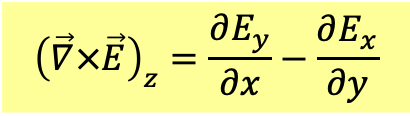 (∇⃗×E⃗)_z = ∂E_y/∂x − ∂E_x/∂y